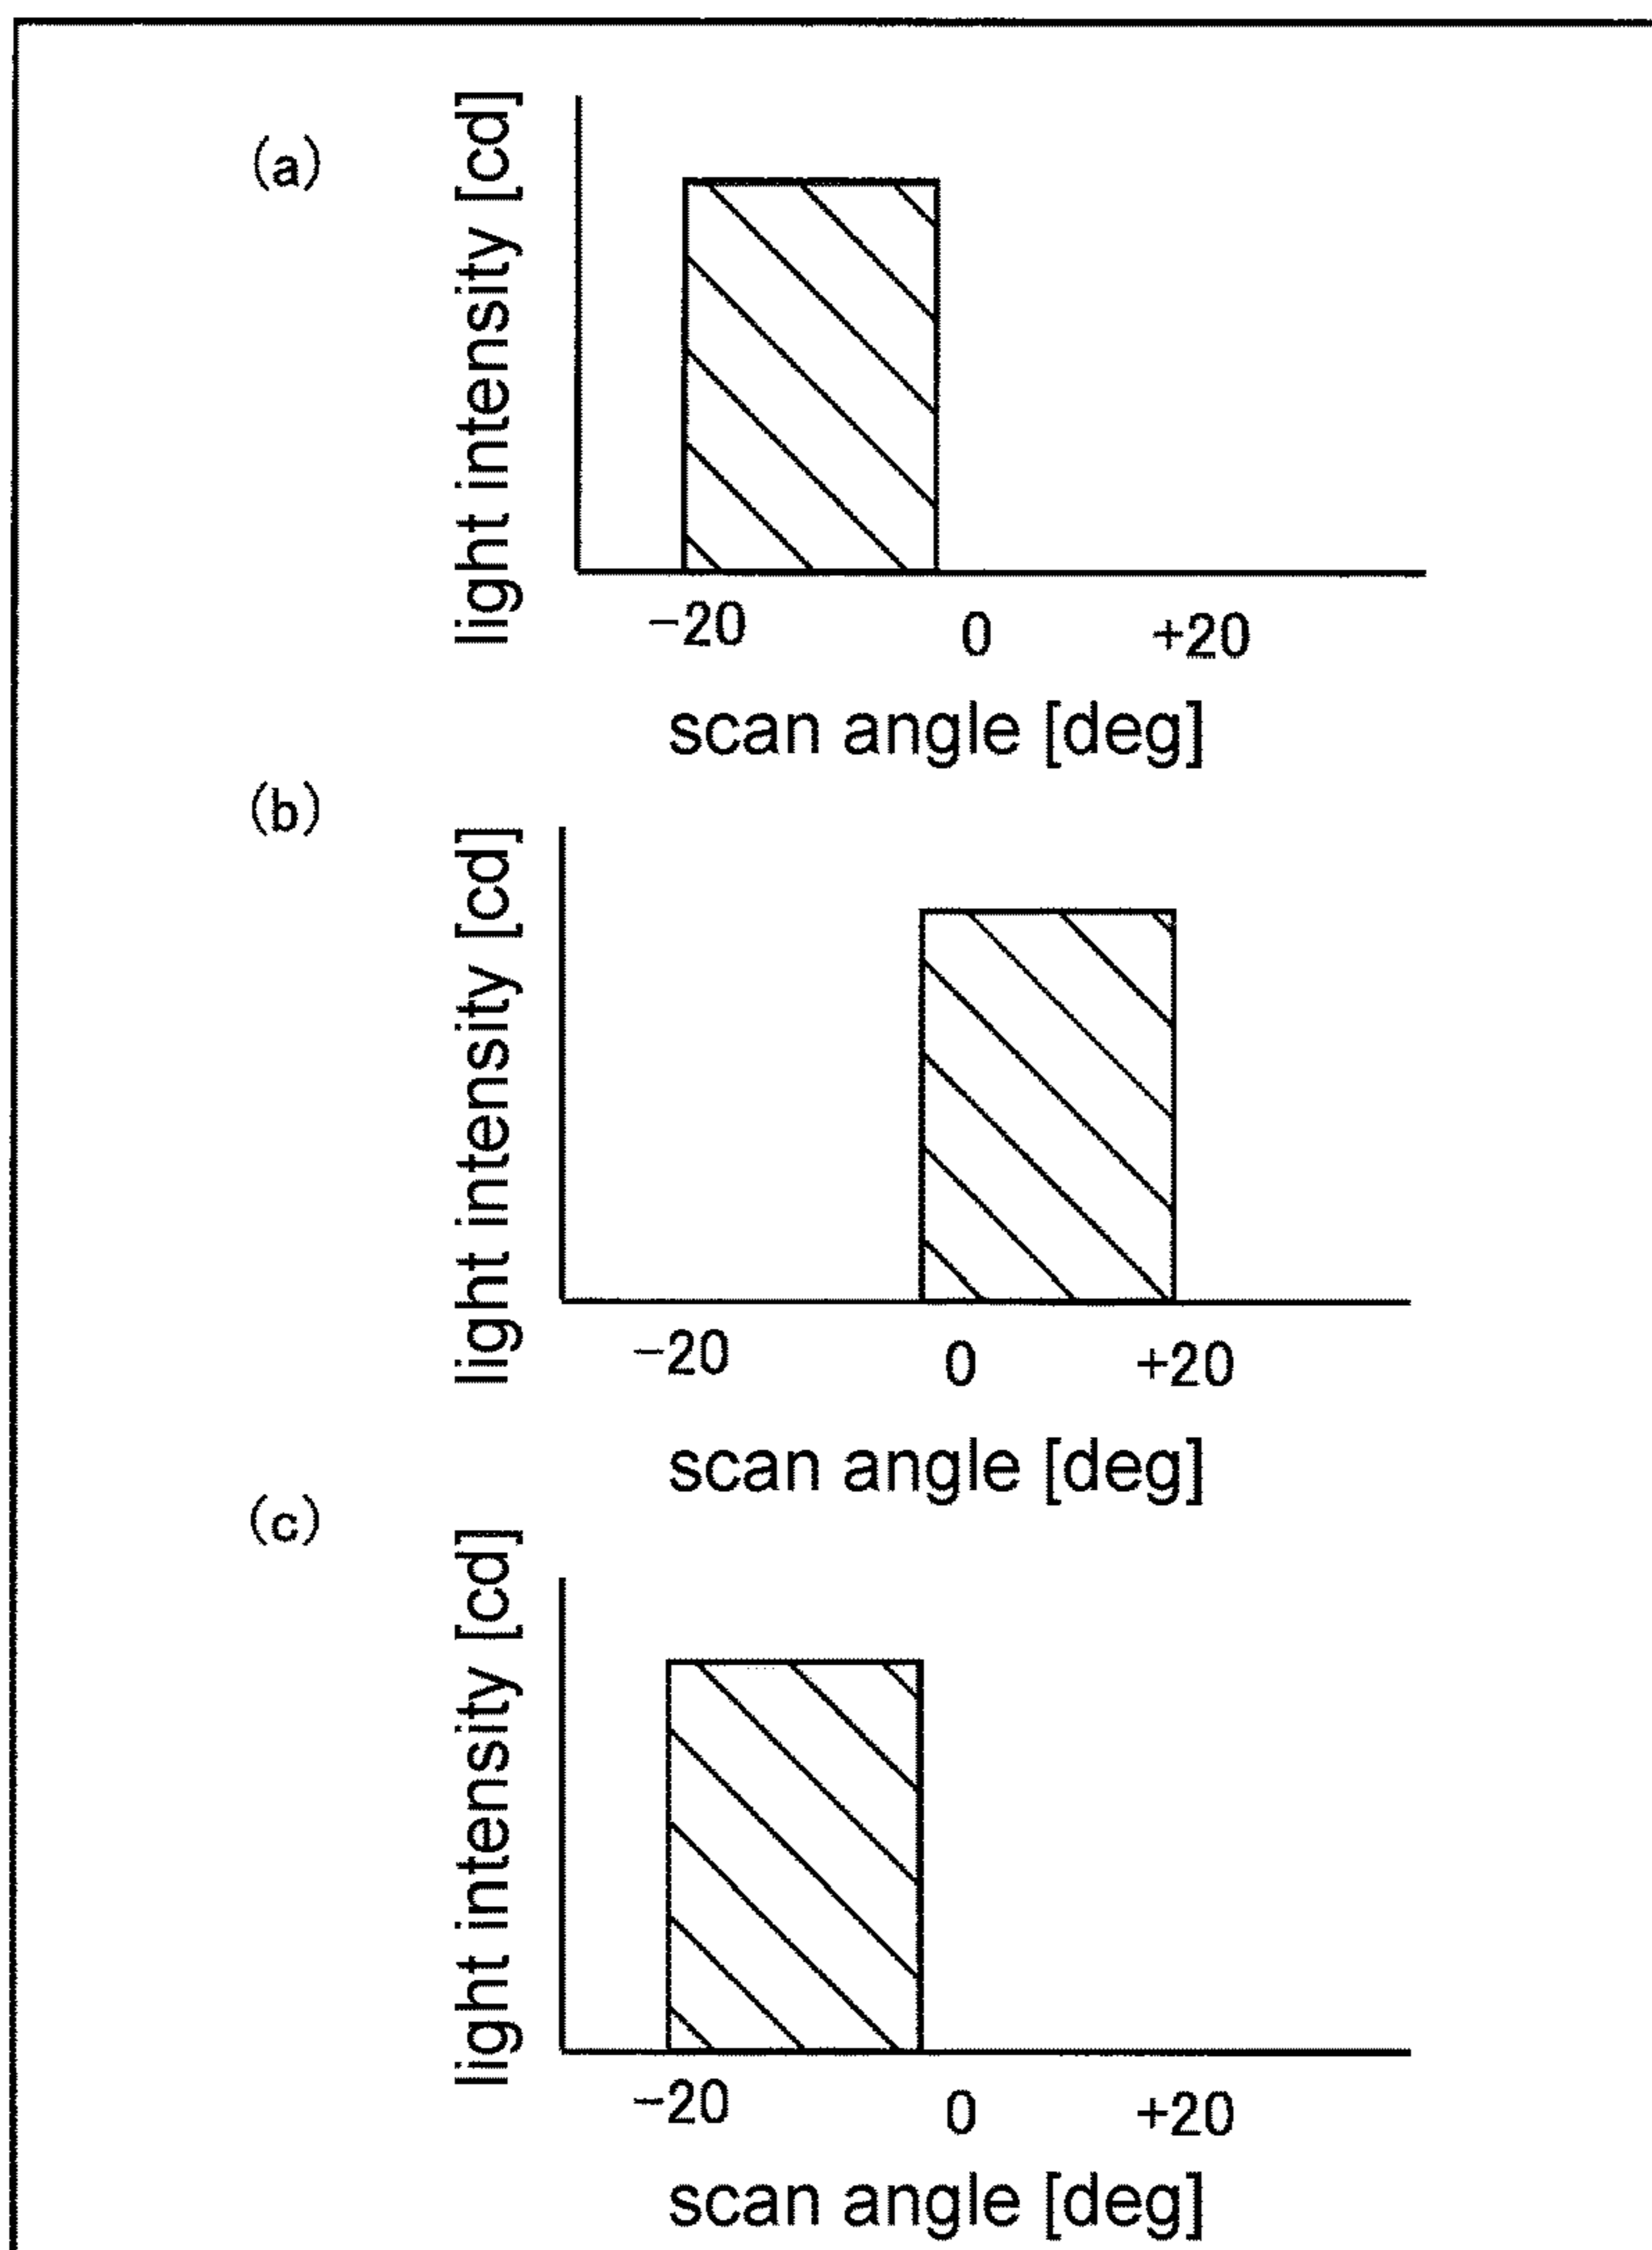 (a)
light intensity [cd]
−20 0 +20
scan angle [deg]
(b)
light intensity [cd]
−20 0 +20
scan angle [deg]
(c)
light intensity [cd]
−20 0 +20
scan angle [deg]